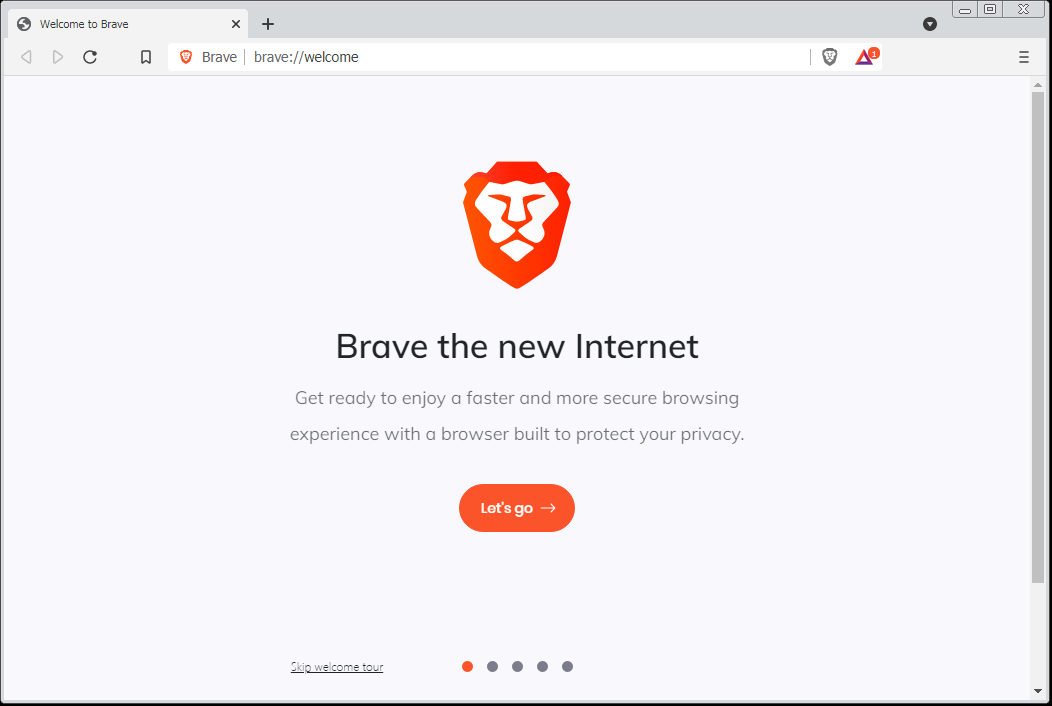 Welcome to Brave
Brave
brave://welcome
1
Brave the new Internet
Get ready to enjoy a faster and more secure browsing
experience with a browser built to protect your privacy.
Let's go
Skip welcome tour